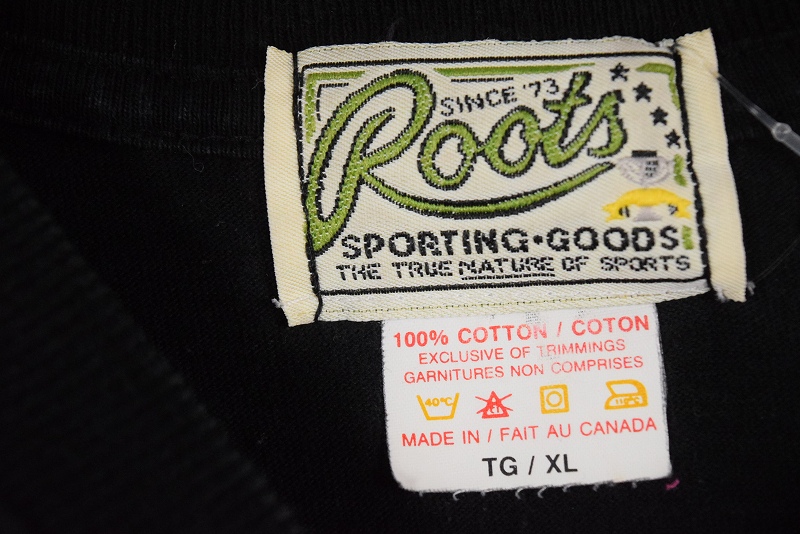 SINCE '73
Roots
SPORTING·GOODS
THE TRUE NATURE OF SPORTS
100% COTTON / COTON
EXCLUSIVE OF TRIMMINGS
GARNITURES NON COMPRISES
40°C cl
MADE IN / FAIT AU CANADA
TG / XL